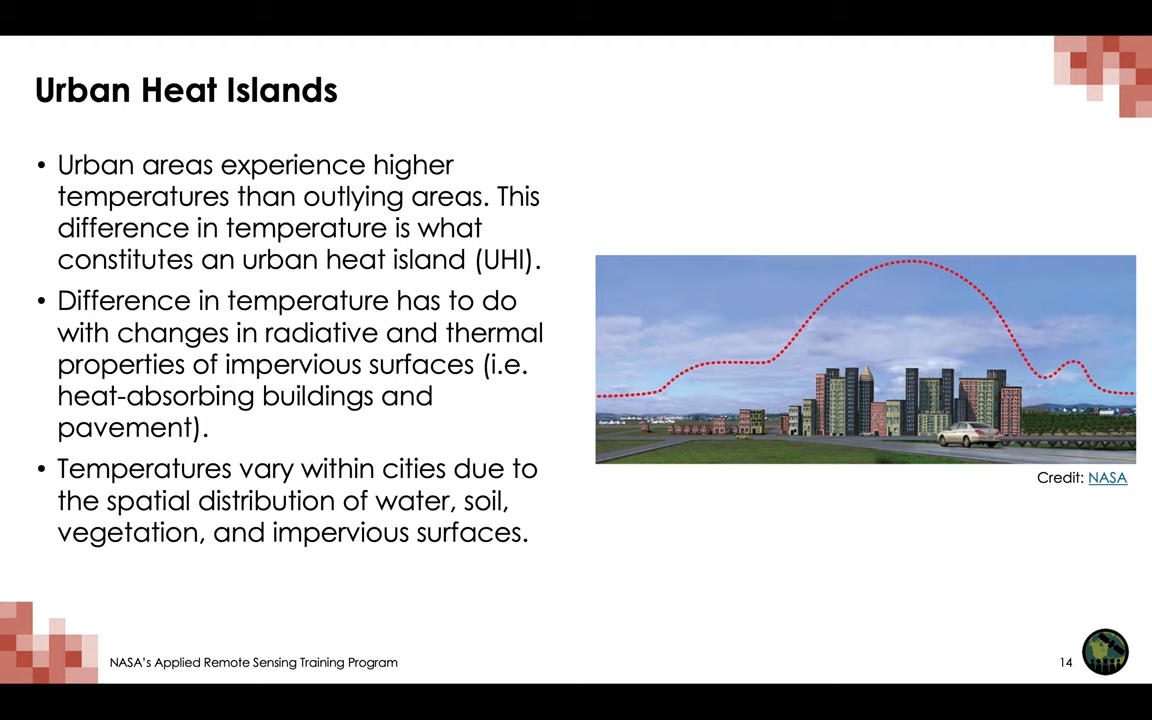 Urban Heat Islands
• Urban areas experience higher
temperatures than outlying areas. This
difference in temperature is what
constitutes an urban heat island (UHI).
• Difference in temperature has to do
with changes in radiative and thermal
properties of impervious surfaces (i.e.
heat-absorbing buildings and
pavement).
• Temperatures vary within cities due to
the spatial distribution of water, soil,
vegetation, and impervious surfaces.
Credit: NASA
NASA's Applied Remote Sensing Training Program
14